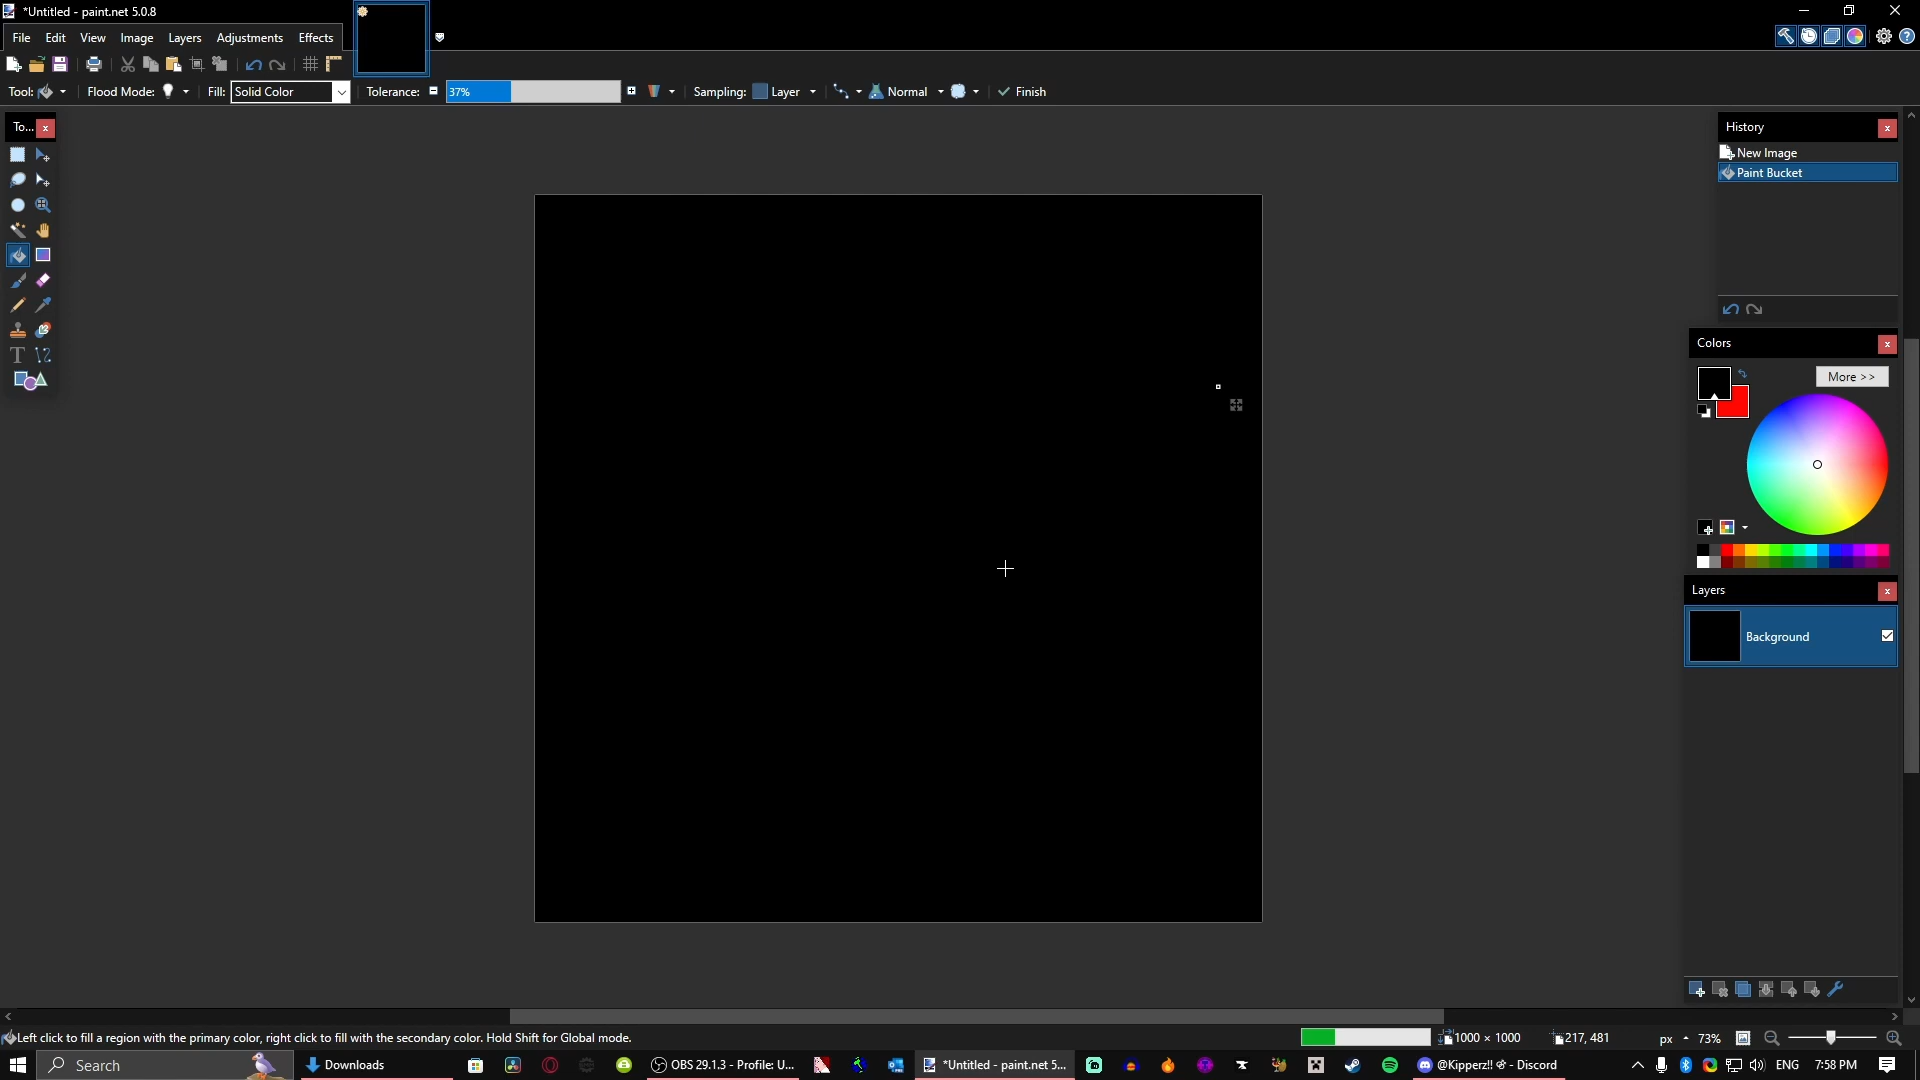 *Untitled - paint.net 5.0.8
File Edit View Image Layers Adjustments Effects
Tool: Flood Mode: Fill: Solid Color Tolerance: 37% Sampling: Layer Normal Finish
To...
History
New Image
Paint Bucket
Colors
More >>
Layers
Background
Left click to fill a region with the primary color, right click to fill with the secondary color. Hold Shift for Global mode.
1000 × 1000
217, 481
px
73%
Search
Downloads
OBS 29.1.3 - Profile: U...
*Untitled - paint.net 5...
@Kipperz!! - Discord
ENG
7:58 PM